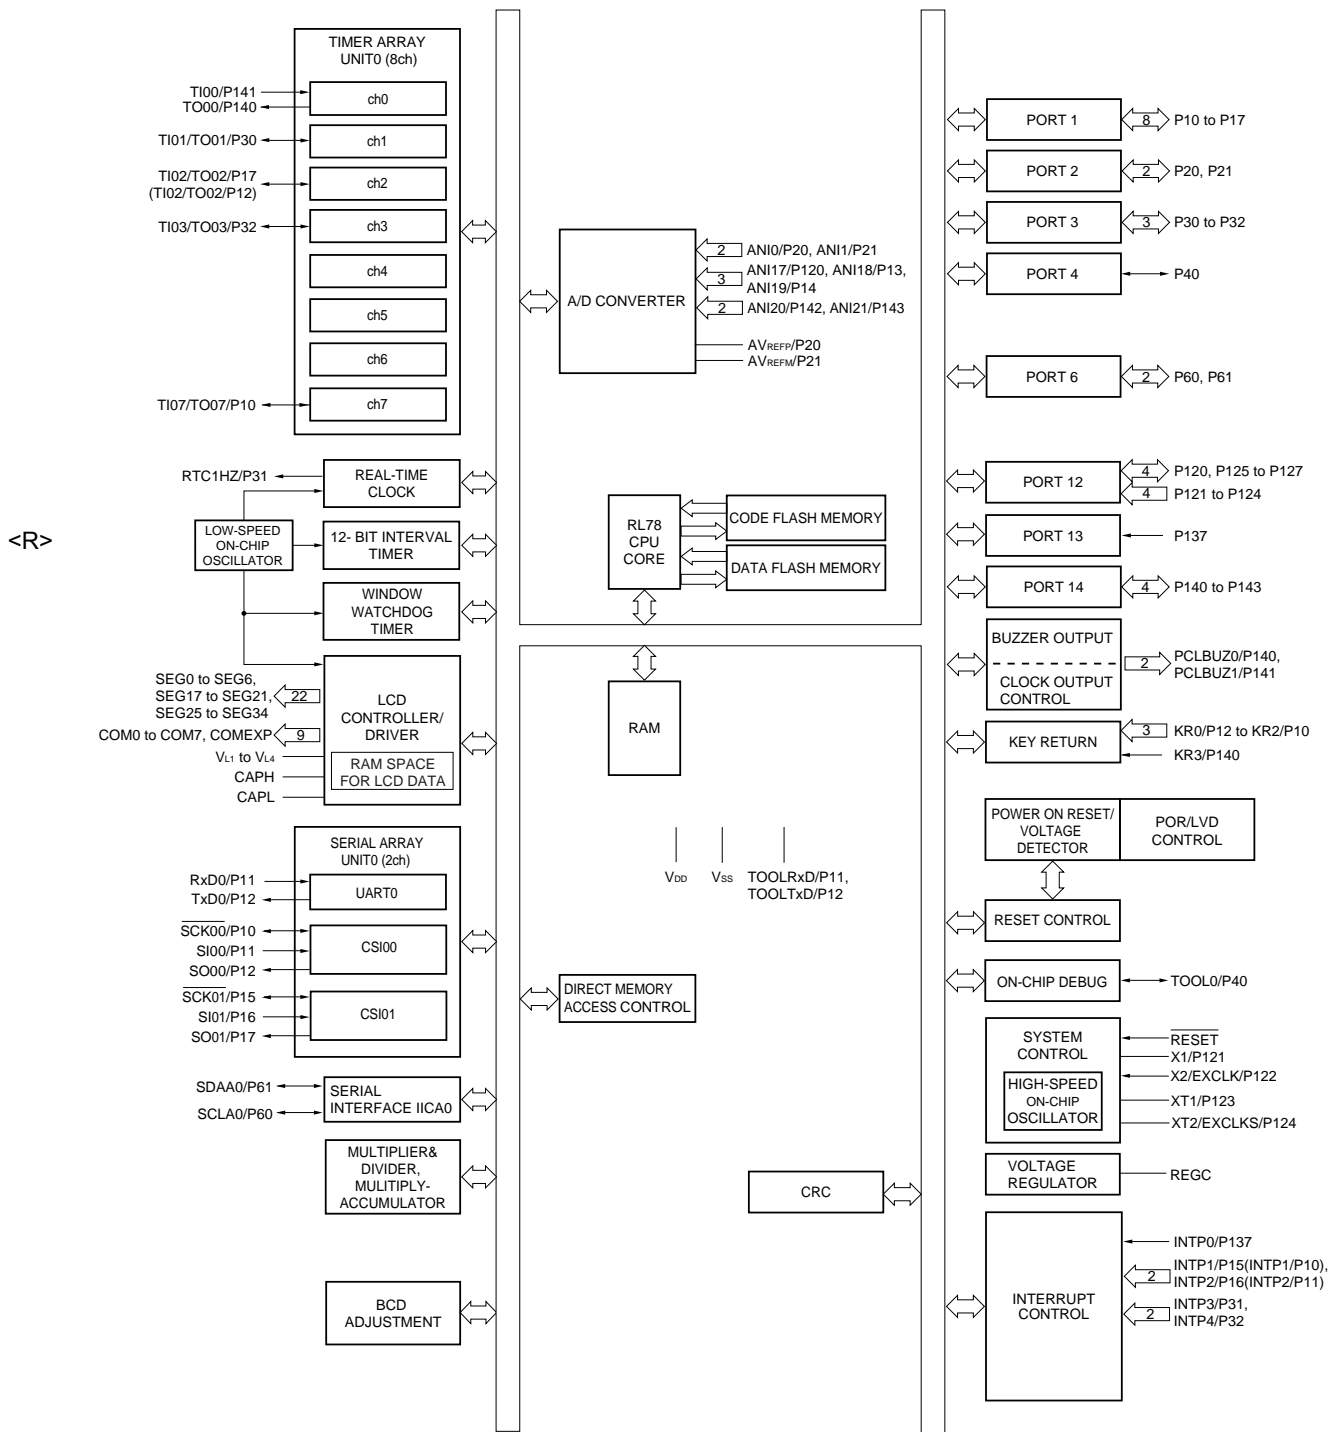 TIMER ARRAY
UNIT0 (8ch)
TI00/P141
TO00/P140
ch0
TI01/TO01/P30
ch1
TI02/TO02/P17
(TI02/TO02/P12)
ch2
TI03/TO03/P32
ch3
ch4
ch5
ch6
TI07/TO07/P10
ch7
RTC1HZ/P31
REAL-TIME
CLOCK
<R>
LOW-SPEED
ON-CHIP
OSCILLATOR
12- BIT INTERVAL
TIMER
WINDOW
WATCHDOG
TIMER
SEG0 to SEG6,
SEG17 to SEG21,
SEG25 to SEG34
22
COM0 to COM7, COMEXP
9
VL1 to VL4
CAPH
CAPL
LCD
CONTROLLER/
DRIVER
RAM SPACE
FOR LCD DATA
SERIAL ARRAY
UNIT0 (2ch)
RxD0/P11
TxD0/P12
UART0
SCK00/P10
SI00/P11
SO00/P12
CSI00
SCK01/P15
SI01/P16
SO01/P17
CSI01
SDAA0/P61
SCLA0/P60
SERIAL
INTERFACE IICA0
MULTIPLIER&
DIVIDER,
MULITIPLY-
ACCUMULATOR
BCD
ADJUSTMENT
A/D CONVERTER
2
ANI0/P20, ANI1/P21
3
ANI17/P120, ANI18/P13,
ANI19/P14
2
ANI20/P142, ANI21/P143
AVREFP/P20
AVREFM/P21
RL78
CPU
CORE
CODE FLASH MEMORY
DATA FLASH MEMORY
RAM
VDD
VSS
TOOLRxD/P11,
TOOLTxD/P12
DIRECT MEMORY
ACCESS CONTROL
CRC
PORT 1
8
P10 to P17
PORT 2
2
P20, P21
PORT 3
3
P30 to P32
PORT 4
P40
PORT 6
2
P60, P61
PORT 12
4
P120, P125 to P127
4
P121 to P124
PORT 13
P137
PORT 14
4
P140 to P143
BUZZER OUTPUT
CLOCK OUTPUT
CONTROL
2
PCLBUZ0/P140,
PCLBUZ1/P141
KEY RETURN
3
KR0/P12 to KR2/P10
KR3/P140
POWER ON RESET/
VOLTAGE
DETECTOR
POR/LVD
CONTROL
RESET CONTROL
ON-CHIP DEBUG
TOOL0/P40
SYSTEM
CONTROL
HIGH-SPEED
ON-CHIP
OSCILLATOR
RESET
X1/P121
X2/EXCLK/P122
XT1/P123
XT2/EXCLKS/P124
VOLTAGE
REGULATOR
REGC
INTERRUPT
CONTROL
INTP0/P137
2
INTP1/P15(INTP1/P10),
INTP2/P16(INTP2/P11)
2
INTP3/P31,
INTP4/P32